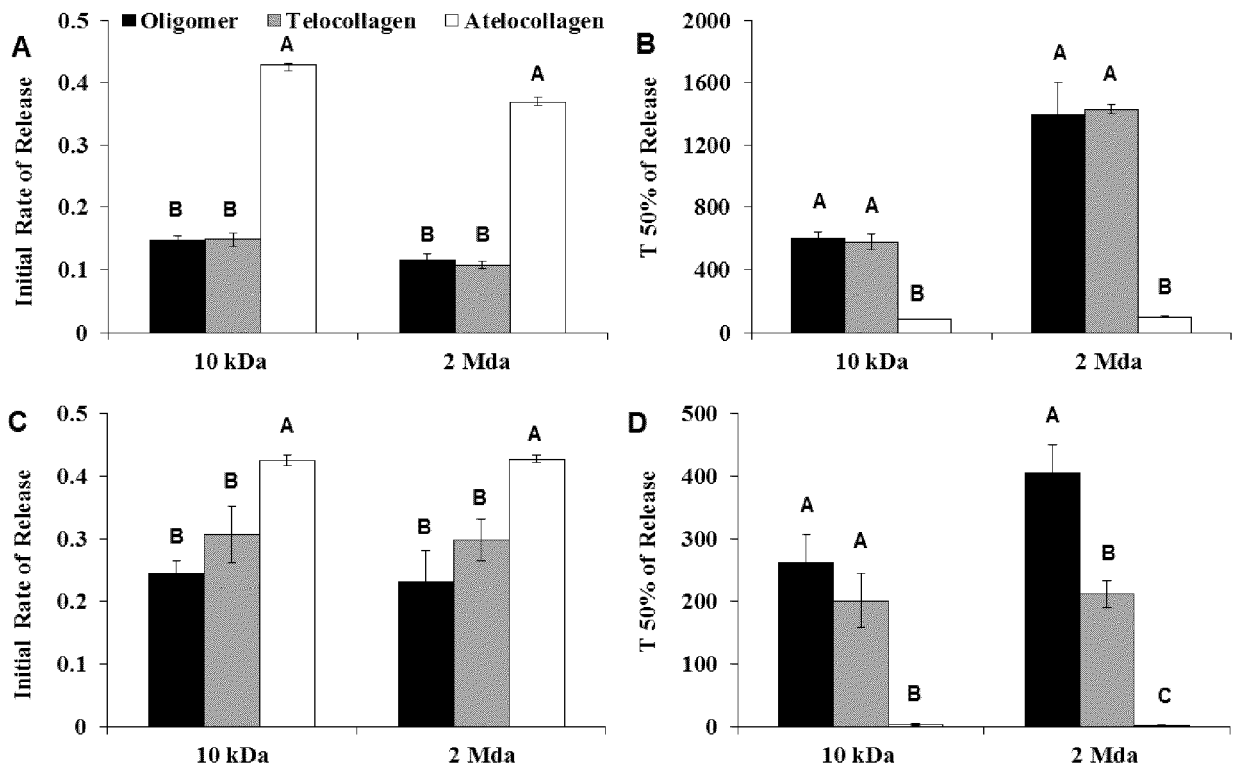 Oligomer Telocollagen Atelocollagen
A
Initial Rate of Release
0.5
0.4
0.3
0.2
0.1
0
B B A
B B A
10 kDa 2 Mda
B
T 50% of Release
2000
1600
1200
800
400
0
A A B
A A B
10 kDa 2 Mda
C
Initial Rate of Release
0.5
0.4
0.3
0.2
0.1
0
B B A
B B A
10 kDa 2 Mda
D
T 50% of Release
500
400
300
200
100
0
A A B
A B C
10 kDa 2 Mda